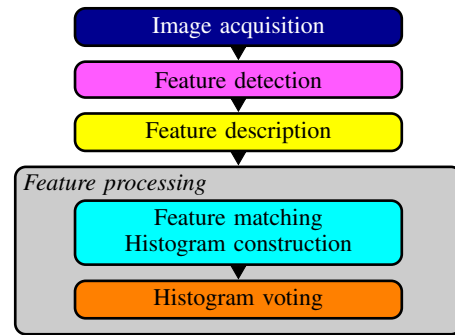 Image acquisition
Feature detection
Feature description
Feature processing
Feature matching
Histogram construction
Histogram voting